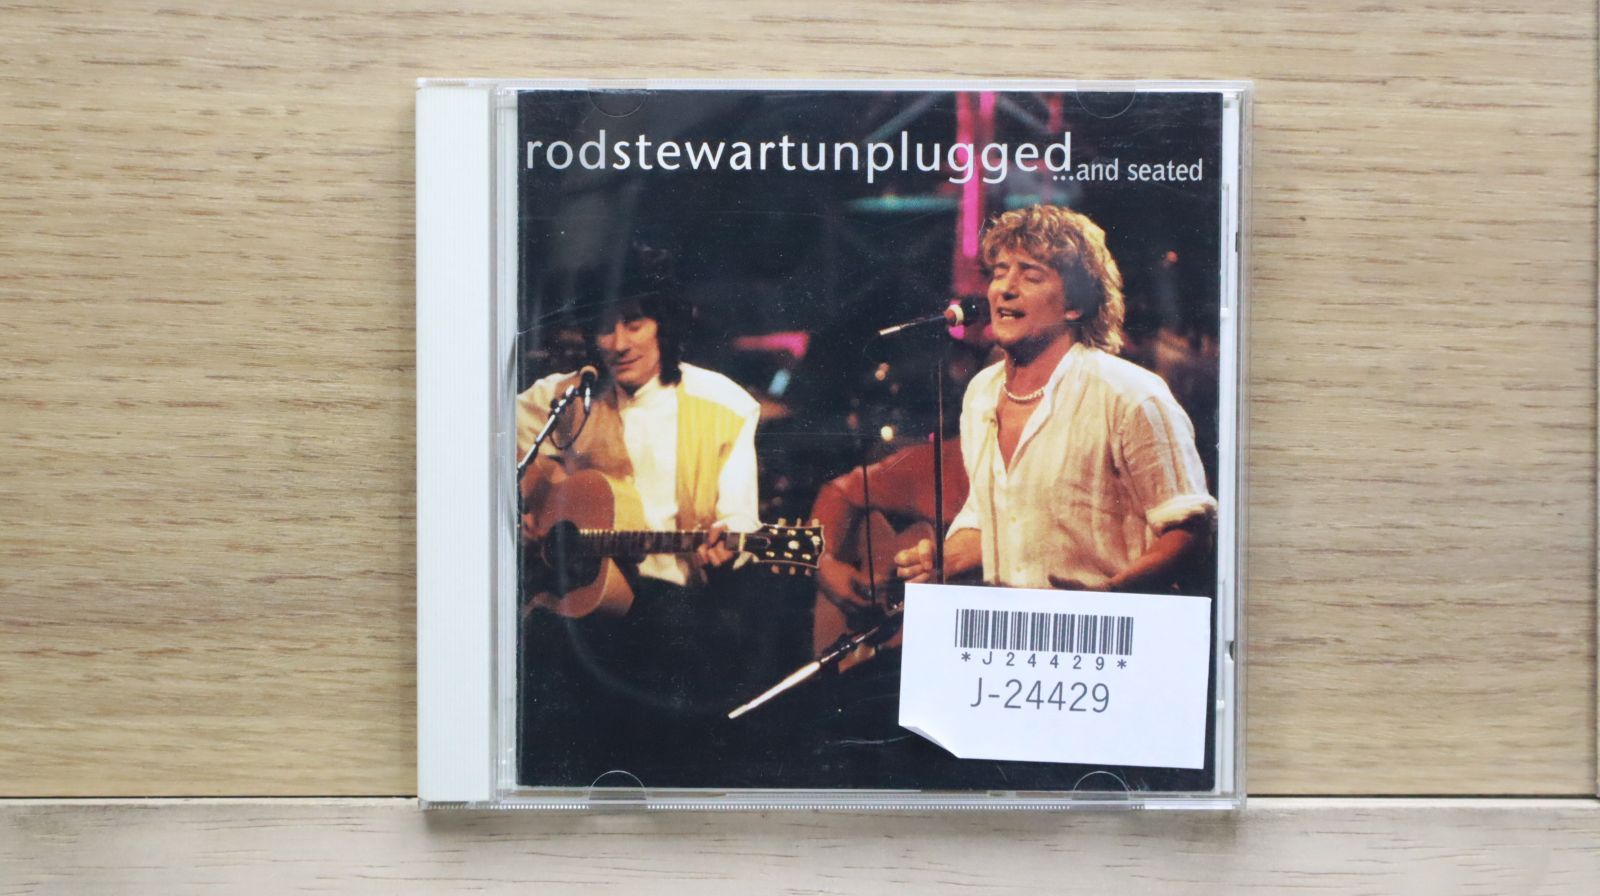 rodstewartunplugged
...and seated
*J24429*
J-24429